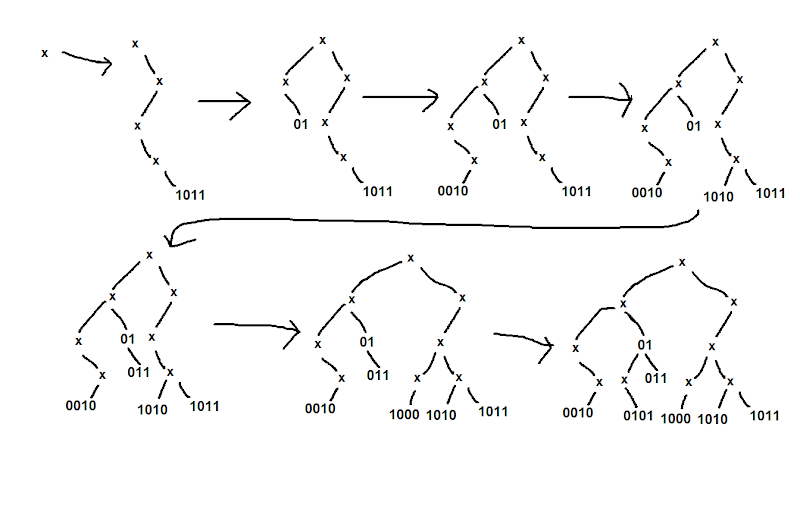 x x x x x
x x x x x x x
x 01 x x 01 x x 01 x
x x x x x x
1011 1011 0010 1011 0010 1010 1011
x x x
x x x x x x
x 01 x x 01 x x 01 x
x 011 x x 011 x x x x 011 x x
0010 1010 1011 0010 1000 1010 1011 0010 0101 1000 1010 1011